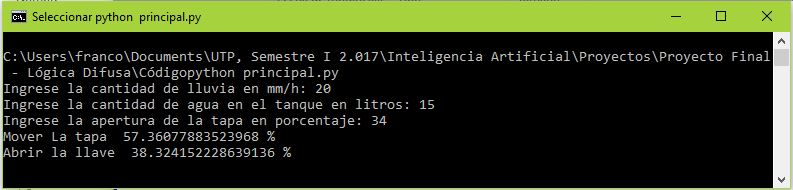 Seleccionar python  principal.py
C:\Users\franco\Documents\UTP, Semestre I 2.017\Inteligencia Artificial\Proyectos\Proyecto Final
 - Lógica Difusa\Códigopython principal.py
Ingrese la cantidad de lluvia en mm/h: 20
Ingrese la cantidad de agua en el tanque en litros: 15
Ingrese la apertura de la tapa en porcentaje: 34
Mover La tapa  57.36077883523968 %
Abrir la llave  38.324152228639136 %